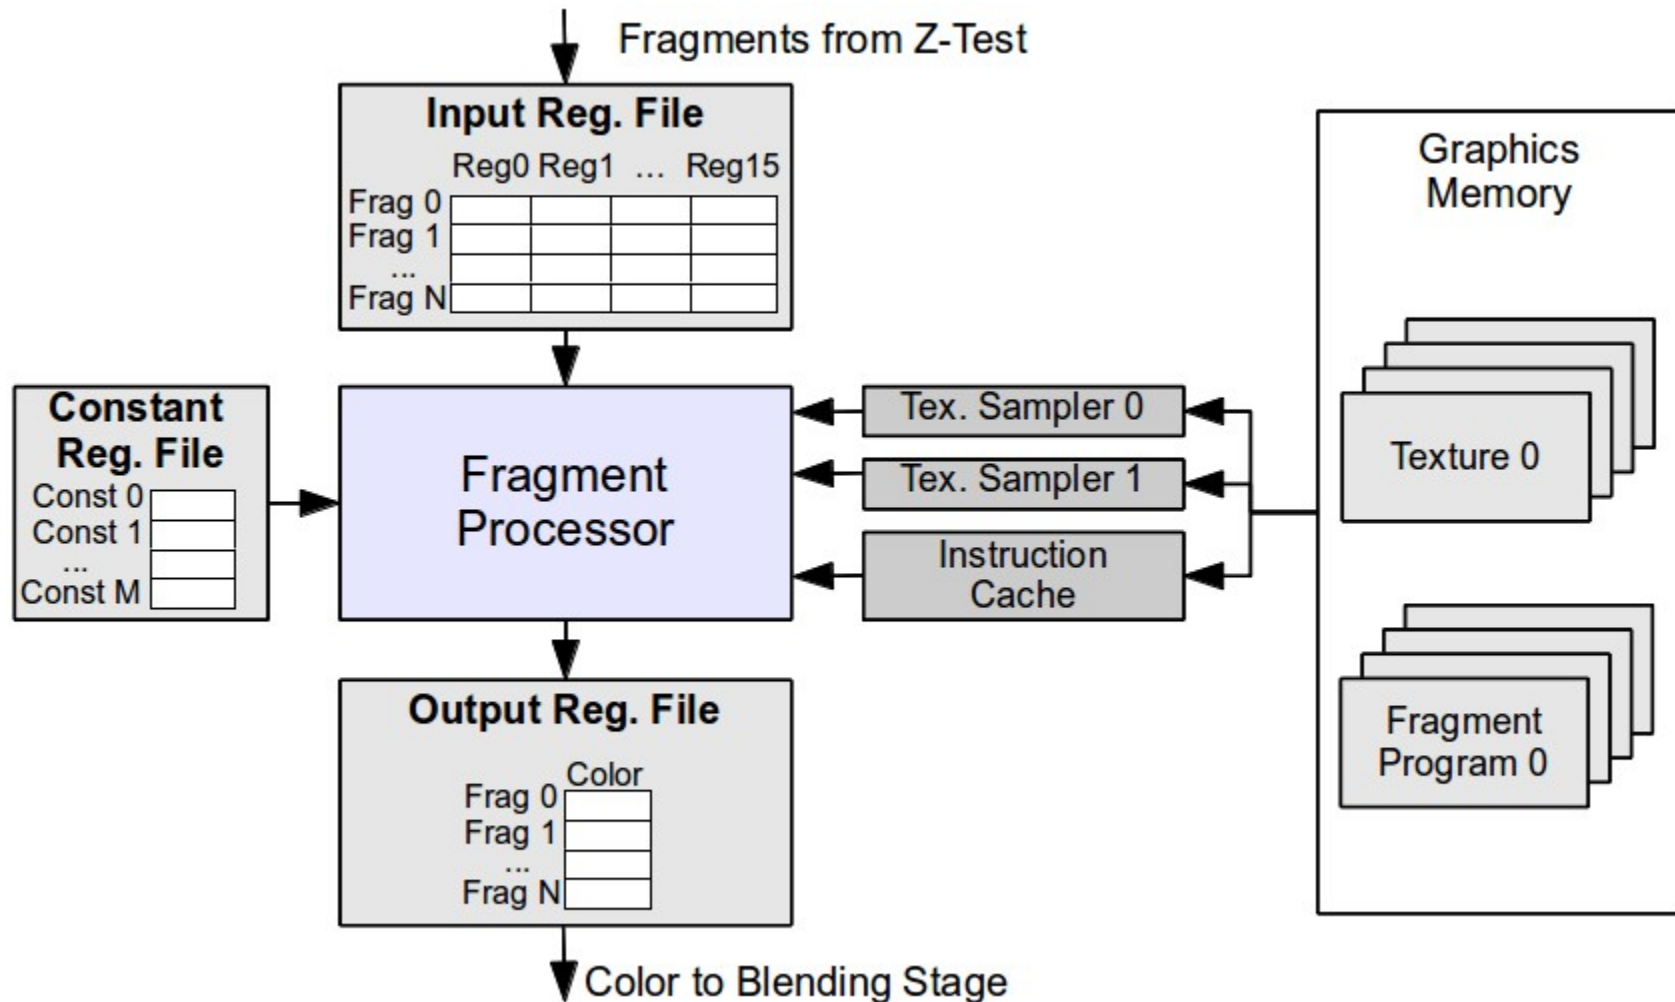 Fragments from Z-Test
Input Reg. File
Reg0 Reg1 ... Reg15
Frag 0
Frag 1
...
Frag N
Constant
Reg. File
Const 0
Const 1
...
Const M
Fragment
Processor
Tex. Sampler 0
Tex. Sampler 1
Instruction
Cache
Graphics
Memory
Texture 0
Fragment
Program 0
Output Reg. File
Color
Frag 0
Frag 1
...
Frag N
Color to Blending Stage